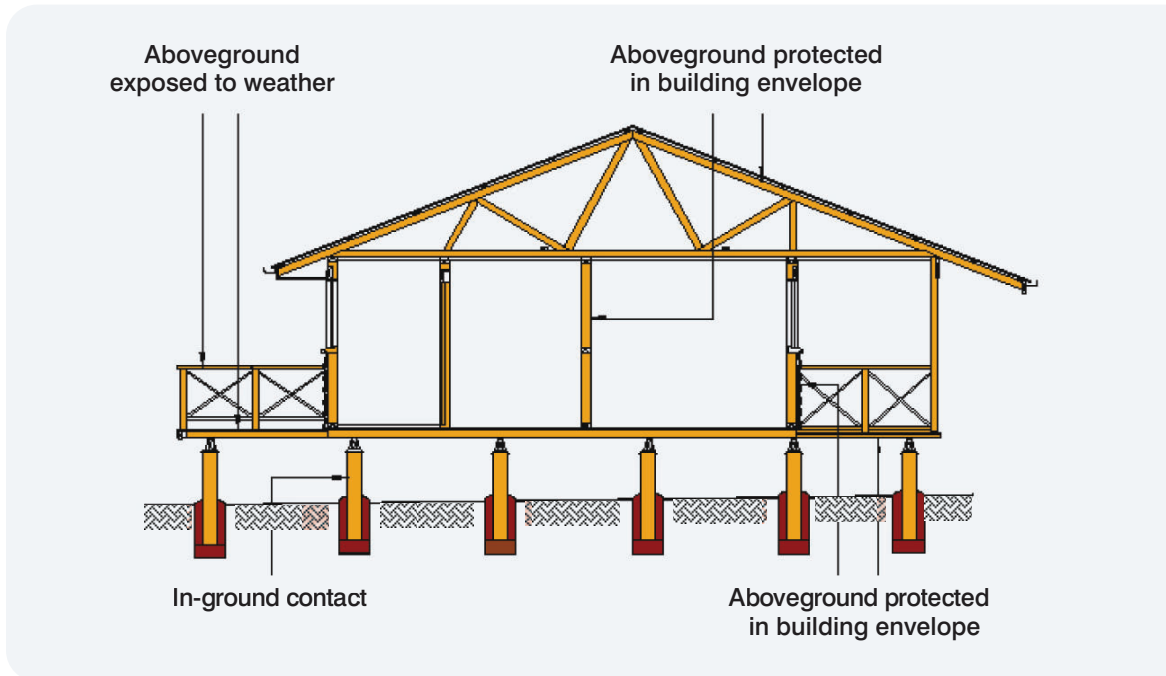 Aboveground
exposed to weather
Aboveground protected
in building envelope
In-ground contact
Aboveground protected
in building envelope